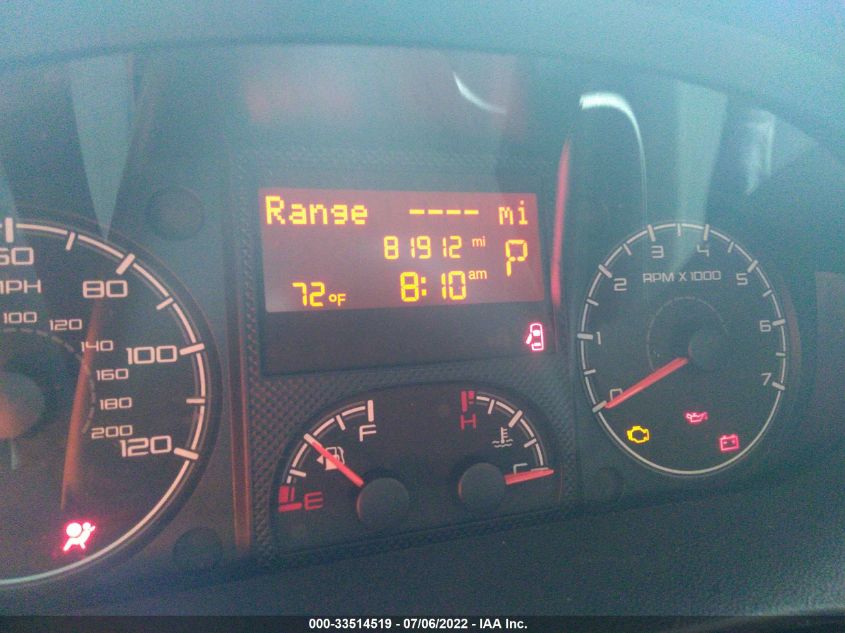 Range ---- mi
81912 mi
P
72°F 8:10 am
60
MPH 80
100 120
140
100
160
180
200
120
0 1 2 3 4 5 6 7
RPM X 1000
F
E
H
C
000-33514519 - 07/06/2022 - IAA Inc.